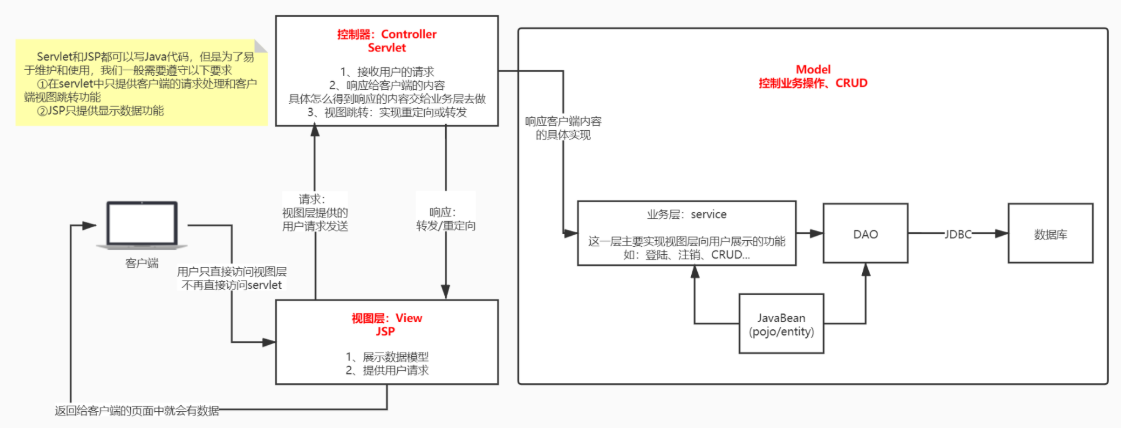 Servlet和JSP都可以写Java代码，但是为了易
于维护和使用，我们一般需要遵守以下要求
①在servlet中只提供客户端的请求处理和客户
端视图跳转功能
②JSP只提供显示数据功能
控制器：Controller
Servlet
1、接收用户的请求
2、响应给客户端的内容
具体怎么得到响应的内容交给业务层去做
3、视图跳转：实现重定向或转发
Model
控制业务操作、CRUD
响应客户端内容
的具体实现
请求：
视图层提供的
用户请求发送
响应：
转发/重定向
业务层：service
这一层主要实现视图层向用户展示的功能
如：登陆、注销、CRUD...
DAO
JDBC
数据库
JavaBean
(pojo/entity)
客户端
用户只直接访问视图层
不再直接访问servlet
视图层：View
JSP
1、展示数据模型
2、提供用户请求
返回给客户端的页面中就会有数据